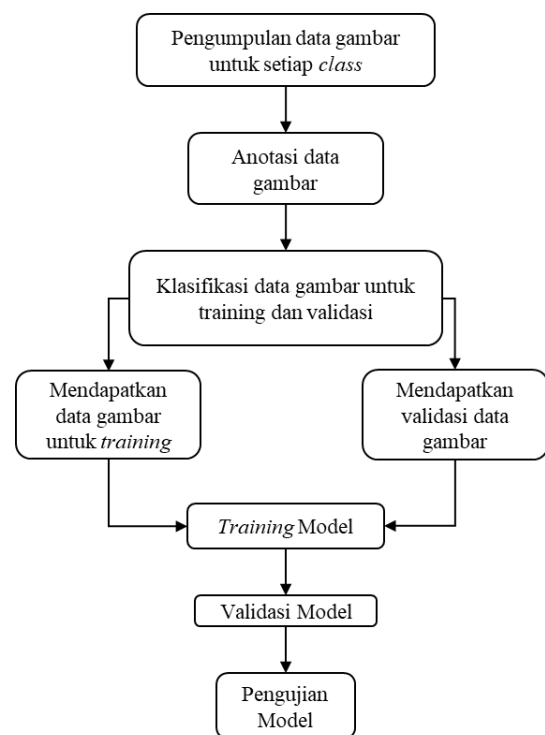 Pengumpulan data gambar
untuk setiap class
Anotasi data
gambar
Klasifikasi data gambar untuk
training dan validasi
Mendapatkan
data gambar
untuk training
Mendapatkan
validasi data
gambar
Training Model
Validasi Model
Pengujian
Model